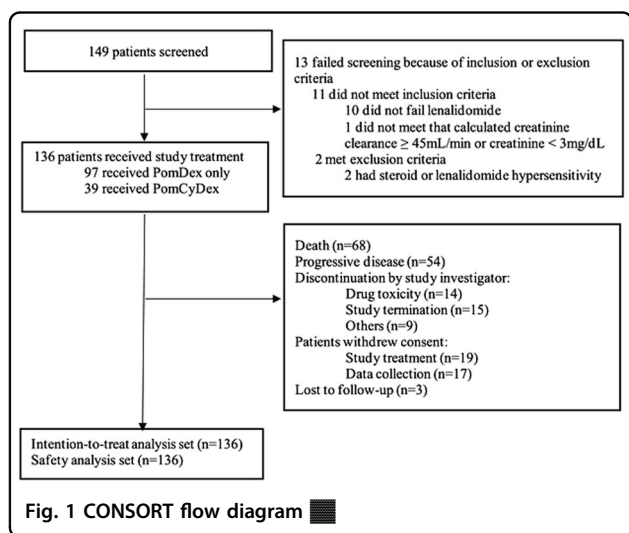 149 patients screened
13 failed screening because of inclusion or exclusion
criteria
11 did not meet inclusion criteria
10 did not fail lenalidomide
1 did not meet that calculated creatinine
clearance ≥ 45mL/min or creatinine < 3mg/dL
2 met exclusion criteria
2 had steroid or lenalidomide hypersensitivity
136 patients received study treatment
97 received PomDex only
39 received PomCyDex
Death (n=68)
Progressive disease (n=54)
Discontinuation by study investigator:
Drug toxicity (n=14)
Study termination (n=15)
Others (n=9)
Patients withdrew consent:
Study treatment (n=19)
Data collection (n=17)
Lost to follow-up (n=3)
Intention-to-treat analysis set (n=136)
Safety analysis set (n=136)
Fig. 1 CONSORT flow diagram